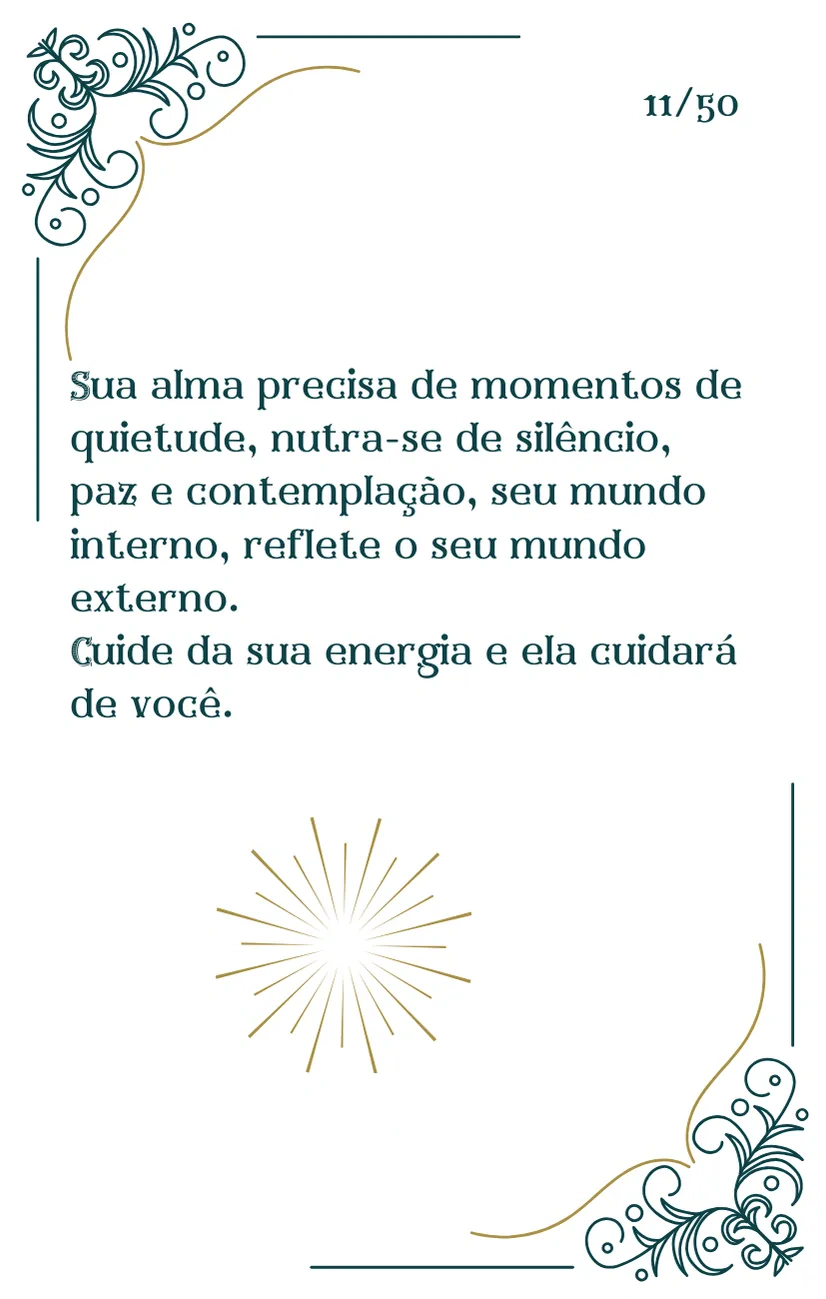 11/50
Sua alma precisa de momentos de
quietude, nutra-se de silêncio,
paz e contemplação, seu mundo
interno, reflete o seu mundo
externo.
Cuide da sua energia e ela cuidará
de você.